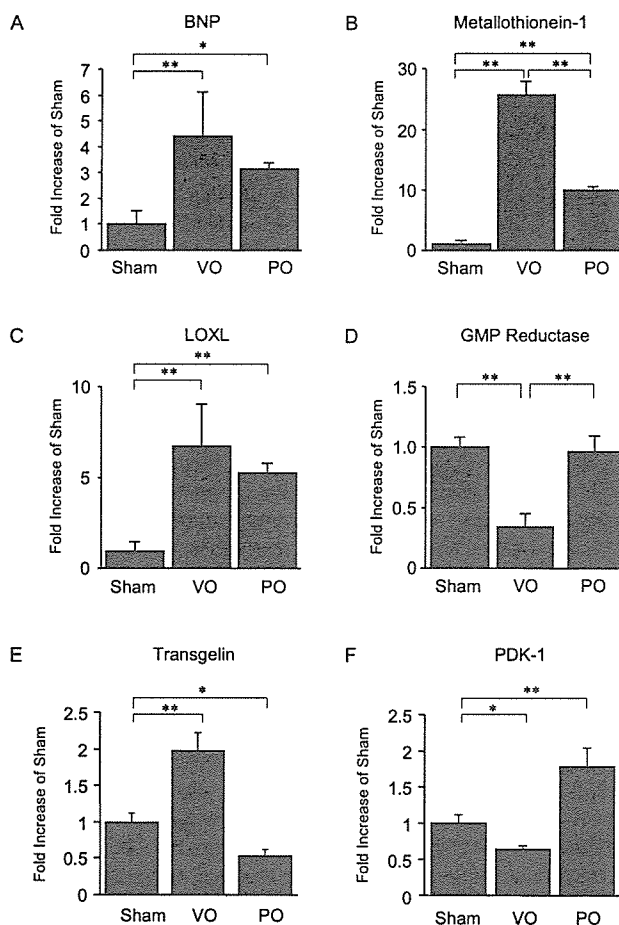 A
BNP
*
**
Fold Increase of Sham
7
6
5
4
3
2
1
0
Sham VO PO
B
Metallothionein-1
**
** **
Fold Increase of Sham
30
20
10
0
Sham VO PO
C
LOXL
**
**
Fold Increase of Sham
10
5
0
Sham VO PO
D
GMP Reductase
** **
Fold Increase of Sham
1.5
1.0
0.5
0
Sham VO PO
E
Transgelin
*
**
Fold Increase of Sham
2.5
2
1.5
1
0.5
0
Sham VO PO
F
PDK-1
**
*
Fold Increase of Sham
2.5
2
1.5
1
0.5
0
Sham VO PO